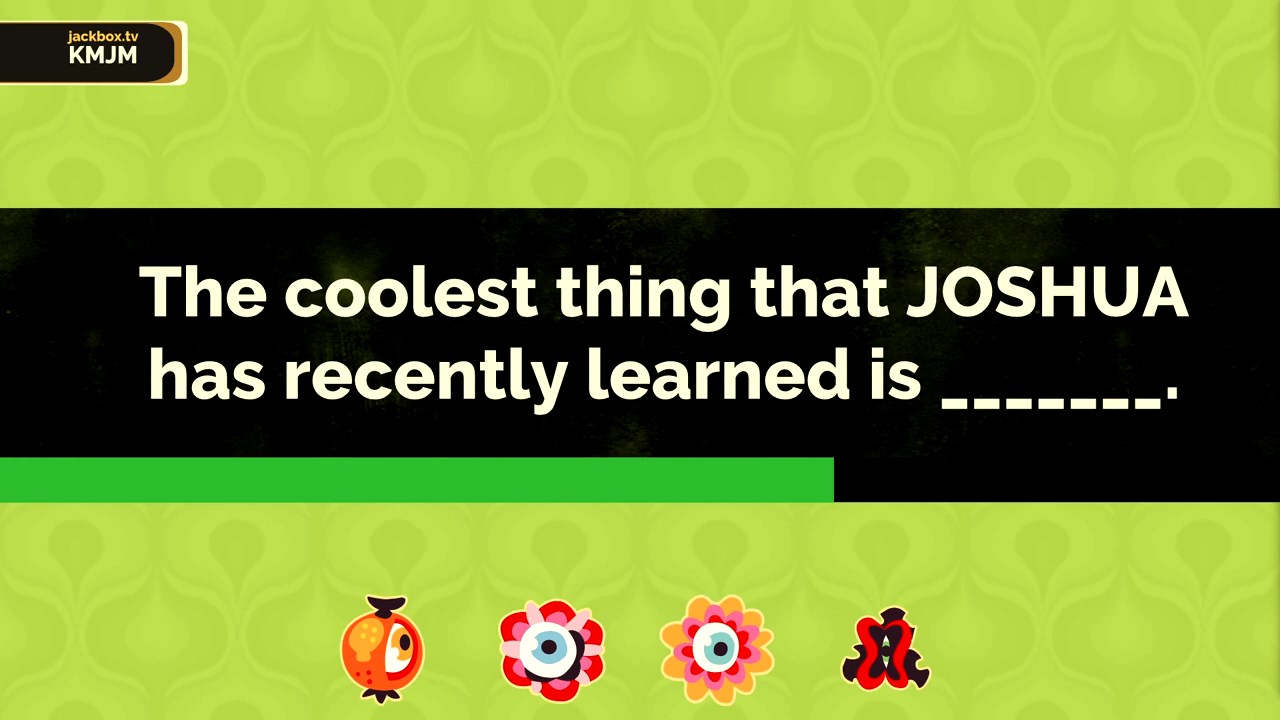 jackbox.tv
KMJM
The coolest thing that JOSHUA
has recently learned is _______.